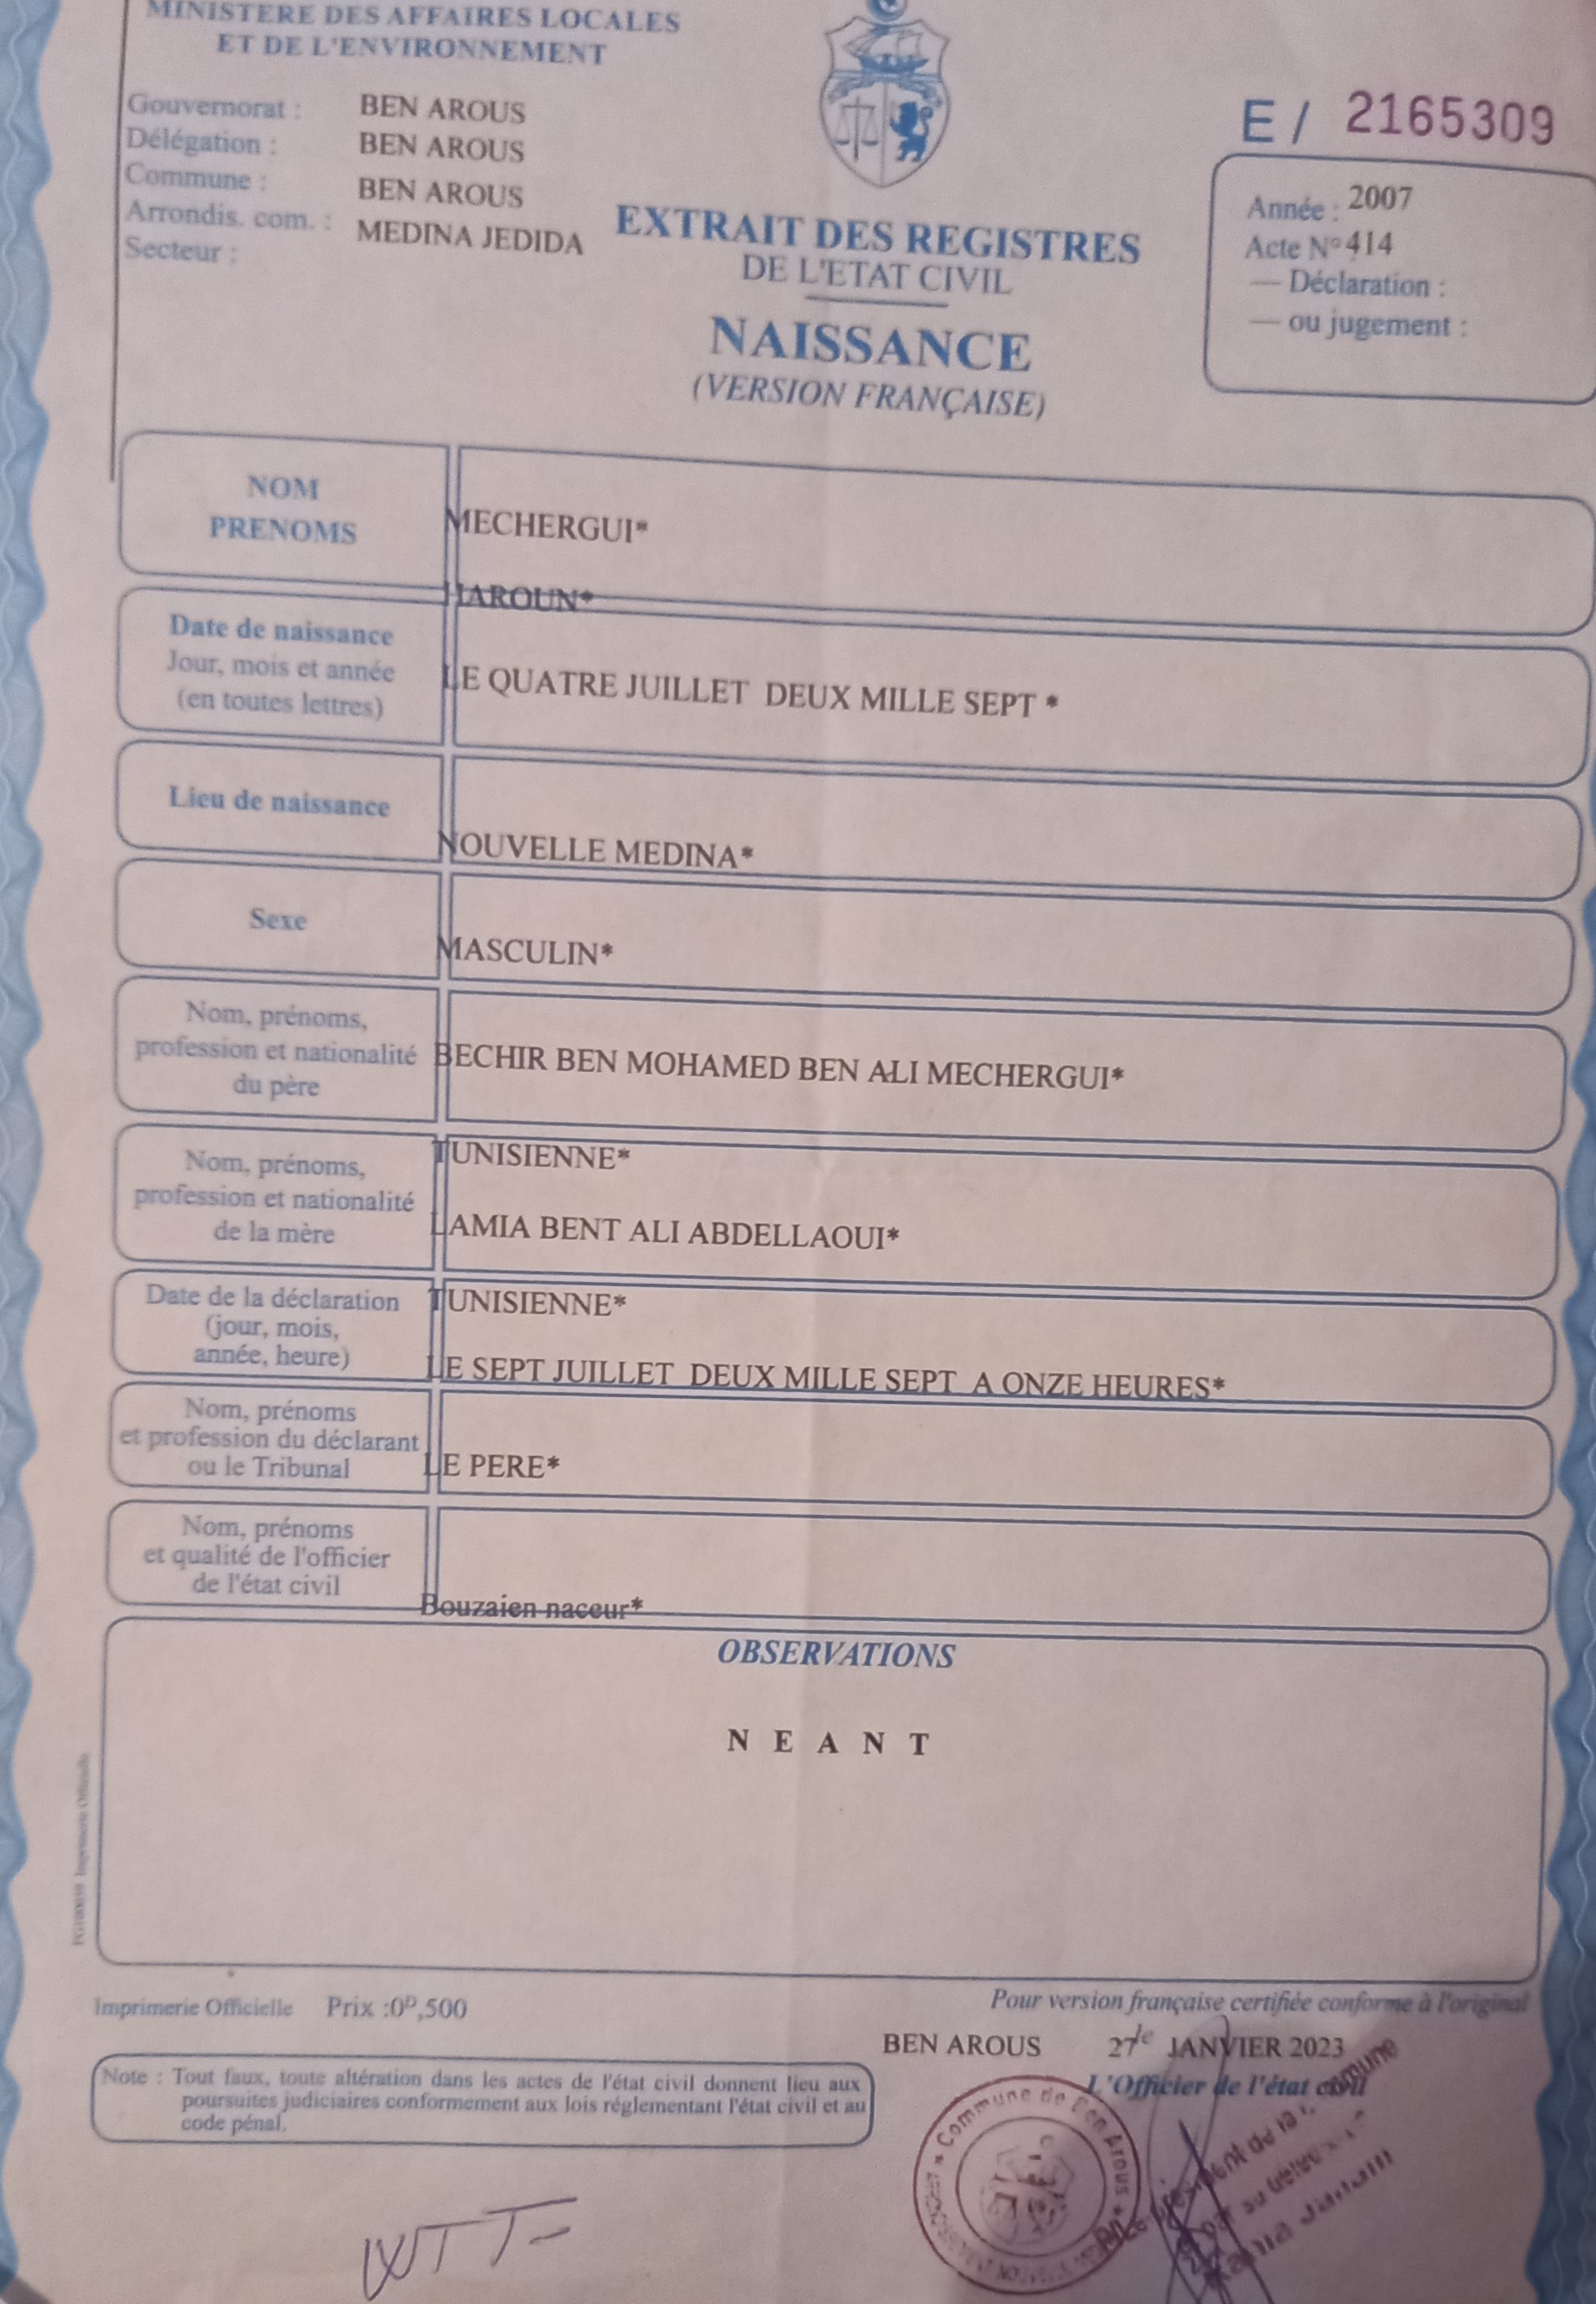 MINISTERE DES AFFAIRES LOCALES
ET DE L'ENVIRONNEMENT
Gouvernorat : BEN AROUS
Délégation : BEN AROUS
Commune : BEN AROUS
Arrondis. com. : MEDINA JEDIDA
Secteur :
E / 2165309
Année : 2007
Acte N° 414
— Déclaration :
— ou jugement :
EXTRAIT DES REGISTRES
DE L'ETAT CIVIL
NAISSANCE
(VERSION FRANÇAISE)
NOM
PRENOMS
MECHERGUI*
HAROUN*
Date de naissance
Jour, mois et année
(en toutes lettres)
LE QUATRE JUILLET DEUX MILLE SEPT *
Lieu de naissance
NOUVELLE MEDINA*
Sexe
MASCULIN*
Nom, prénoms,
profession et nationalité
du père
BECHIR BEN MOHAMED BEN ALI MECHERGUI*
TUNISIENNE*
Nom, prénoms,
profession et nationalité
de la mère
LAMIA BENT ALI ABDELLAOUI*
TUNISIENNE*
Date de la déclaration
(jour, mois,
année, heure)
LE SEPT JUILLET DEUX MILLE SEPT A ONZE HEURES*
Nom, prénoms
et profession du déclarant
ou le Tribunal
LE PERE*
Nom, prénoms
et qualité de l'officier
de l'état civil
Bouzaien naceur*
OBSERVATIONS
N E A N T
Imprimerie Officielle
Imprimerie Officielle Prix :0ᴰ,500
Pour version française certifiée conforme à l'original
BEN AROUS 27 le JANVIER 2023
L'Officier de l'état civil
Note : Tout faux, toute altération dans les actes de l'état civil donnent lieu aux
poursuites judiciaires conformement aux lois réglementant l'état civil et au
code pénal.
Commune de Ben Arous